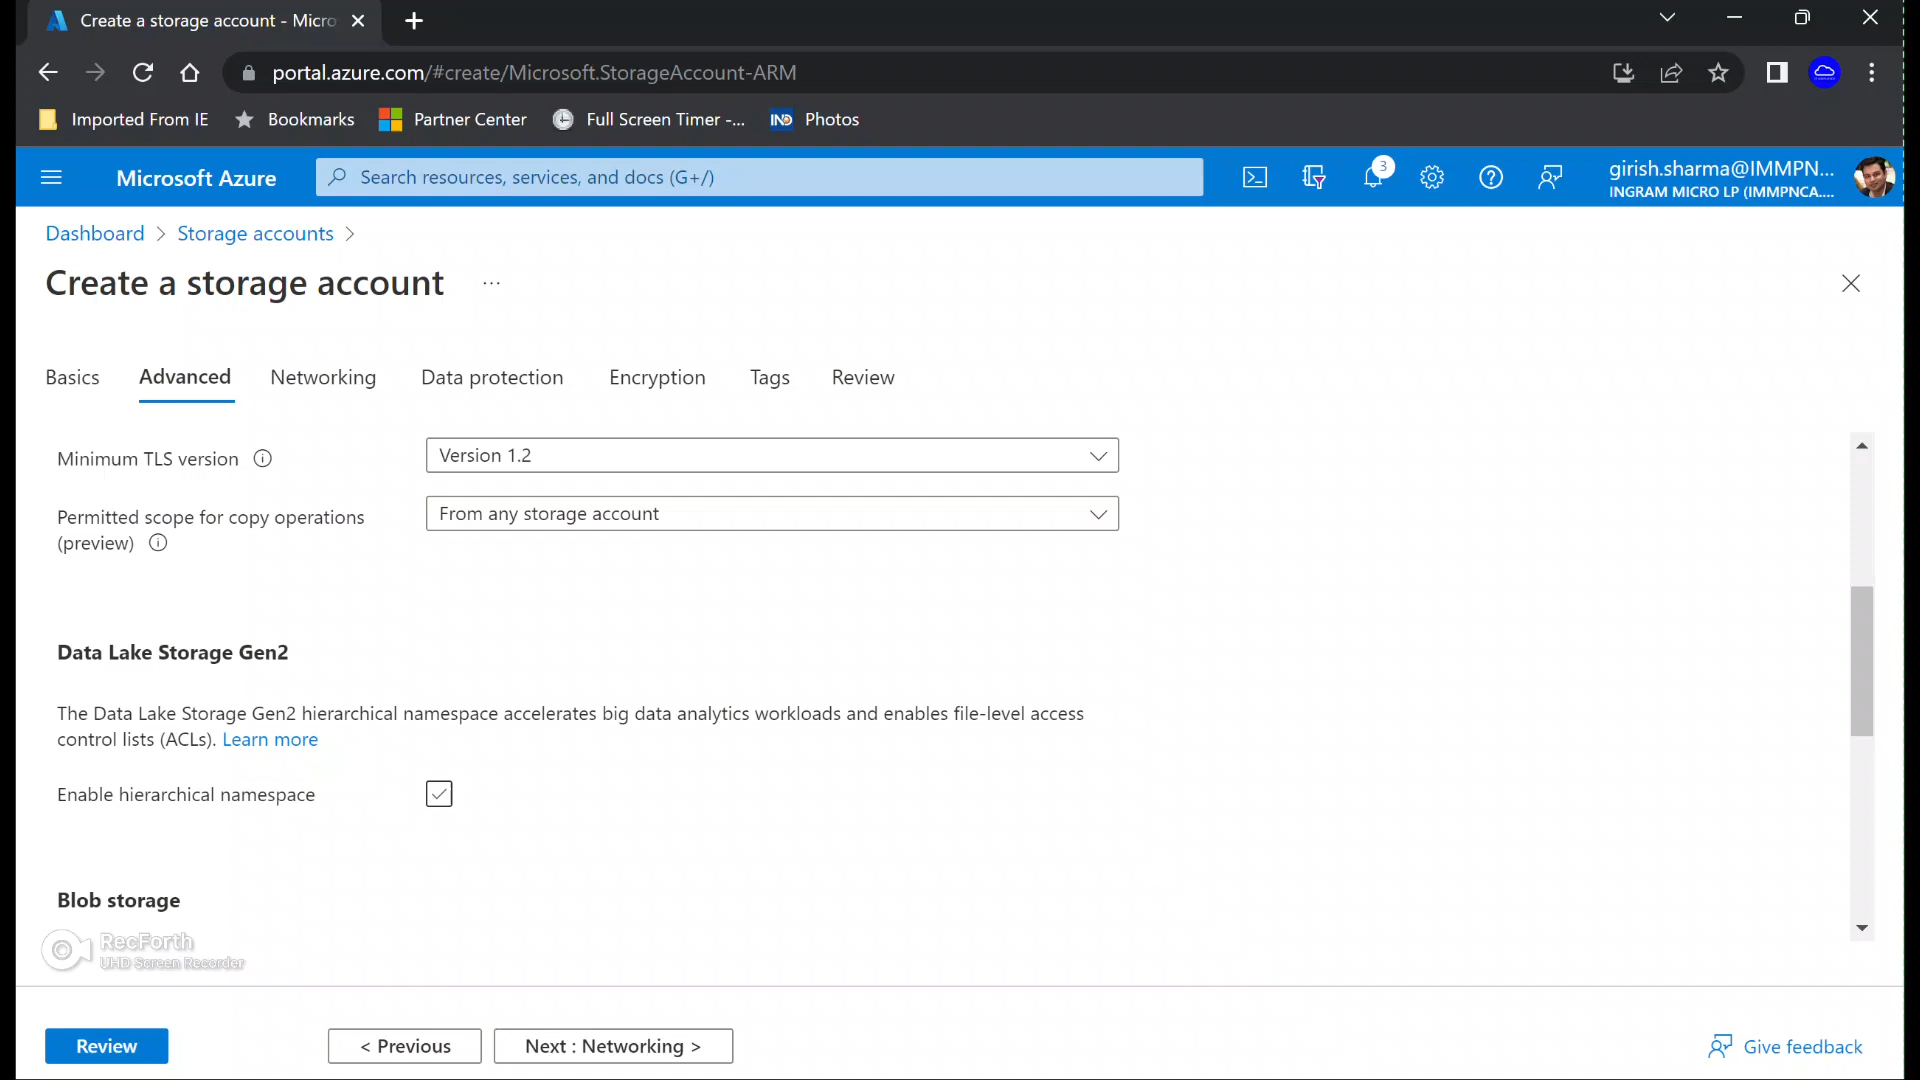 Create a storage account - Micro
portal.azure.com/#create/Microsoft.StorageAccount-ARM
Imported From IE Bookmarks Partner Center Full Screen Timer -... IND Photos
Microsoft Azure Search resources, services, and docs (G+/) 3 girish.sharma@IMMPN...
INGRAM MICRO LP (IMMPNCA....
Dashboard > Storage accounts >
Create a storage account ...
Basics Advanced Networking Data protection Encryption Tags Review
Minimum TLS version Version 1.2
Permitted scope for copy operations From any storage account
(preview)
Data Lake Storage Gen2
The Data Lake Storage Gen2 hierarchical namespace accelerates big data analytics workloads and enables file-level access
control lists (ACLs). Learn more
Enable hierarchical namespace
Blob storage
RecForth
UHD Screen Recorder
Review < Previous Next : Networking > Give feedback